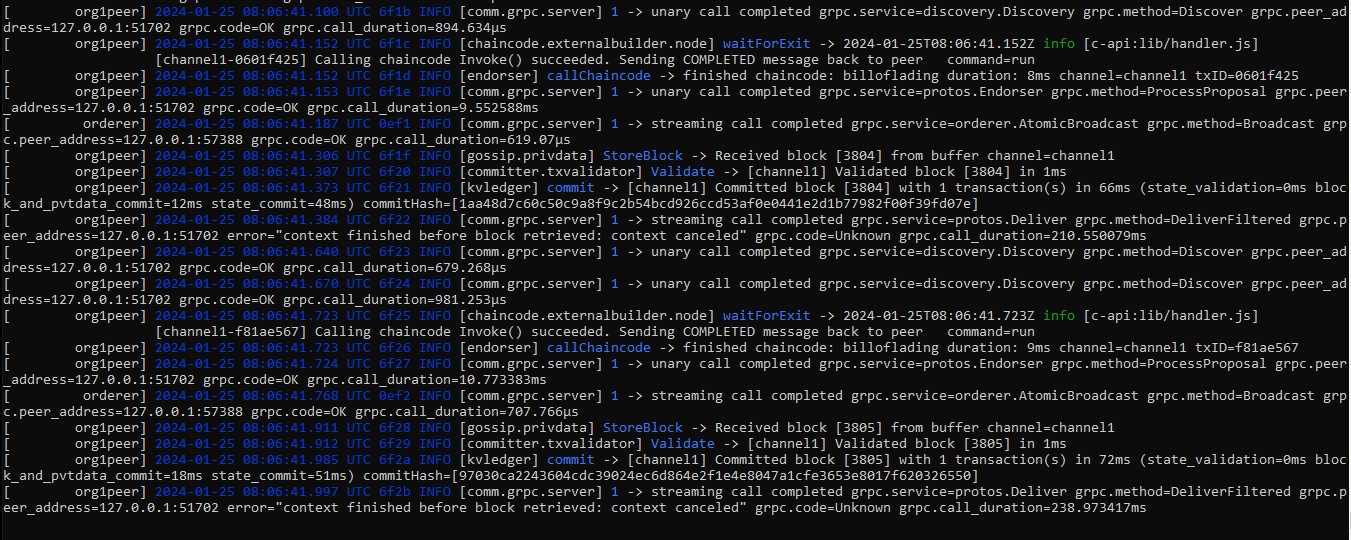 [        org1peer] 2024-01-25 08:06:41.100 UTC 6f1b INFO [comm.grpc.server] 1 -> unary call completed grpc.service=discovery.Discovery grpc.method=Discover grpc.peer_ad
dress=127.0.0.1:51702 grpc.code=OK grpc.call_duration=894.634µs
[        org1peer] 2024-01-25 08:06:41.152 UTC 6f1c INFO [chaincode.externalbuilder.node] waitForExit -> 2024-01-25T08:06:41.152Z info [c-api:lib/handler.js]
[channel1-0601f425] Calling chaincode Invoke() succeeded. Sending COMPLETED message back to peer   command=run
[        org1peer] 2024-01-25 08:06:41.152 UTC 6f1d INFO [endorser] callChaincode -> finished chaincode: billoflading duration: 8ms channel=channel1 txID=0601f425
[        org1peer] 2024-01-25 08:06:41.153 UTC 6f1e INFO [comm.grpc.server] 1 -> unary call completed grpc.service=protos.Endorser grpc.method=ProcessProposal grpc.peer
_address=127.0.0.1:51702 grpc.code=OK grpc.call_duration=9.552588ms
[         orderer] 2024-01-25 08:06:41.187 UTC 0ef1 INFO [comm.grpc.server] 1 -> streaming call completed grpc.service=orderer.AtomicBroadcast grpc.method=Broadcast grp
c.peer_address=127.0.0.1:57388 grpc.code=OK grpc.call_duration=619.07µs
[        org1peer] 2024-01-25 08:06:41.306 UTC 6f1f INFO [gossip.privdata] StoreBlock -> Received block [3804] from buffer channel=channel1
[        org1peer] 2024-01-25 08:06:41.307 UTC 6f20 INFO [committer.txvalidator] Validate -> [channel1] Validated block [3804] in 1ms
[        org1peer] 2024-01-25 08:06:41.373 UTC 6f21 INFO [kvledger] commit -> [channel1] Committed block [3804] with 1 transaction(s) in 66ms (state_validation=0ms bloc
k_and_pvtdata_commit=12ms state_commit=48ms) commitHash=[1aa48d7c60c50c9a8f9c2b54bcd926ccd53af0e0441e2d1b77982f00f39fd07e]
[        org1peer] 2024-01-25 08:06:41.384 UTC 6f22 INFO [comm.grpc.server] 1 -> streaming call completed grpc.service=protos.Deliver grpc.method=DeliverFiltered grpc.p
eer_address=127.0.0.1:51702 error="context finished before block retrieved: context canceled" grpc.code=Unknown grpc.call_duration=210.550079ms
[        org1peer] 2024-01-25 08:06:41.640 UTC 6f23 INFO [comm.grpc.server] 1 -> unary call completed grpc.service=discovery.Discovery grpc.method=Discover grpc.peer_ad
dress=127.0.0.1:51702 grpc.code=OK grpc.call_duration=679.268µs
[        org1peer] 2024-01-25 08:06:41.670 UTC 6f24 INFO [comm.grpc.server] 1 -> unary call completed grpc.service=discovery.Discovery grpc.method=Discover grpc.peer_ad
dress=127.0.0.1:51702 grpc.code=OK grpc.call_duration=981.253µs
[        org1peer] 2024-01-25 08:06:41.723 UTC 6f25 INFO [chaincode.externalbuilder.node] waitForExit -> 2024-01-25T08:06:41.723Z info [c-api:lib/handler.js]
[channel1-f81ae567] Calling chaincode Invoke() succeeded. Sending COMPLETED message back to peer   command=run
[        org1peer] 2024-01-25 08:06:41.723 UTC 6f26 INFO [endorser] callChaincode -> finished chaincode: billoflading duration: 9ms channel=channel1 txID=f81ae567
[        org1peer] 2024-01-25 08:06:41.724 UTC 6f27 INFO [comm.grpc.server] 1 -> unary call completed grpc.service=protos.Endorser grpc.method=ProcessProposal grpc.peer
_address=127.0.0.1:51702 grpc.code=OK grpc.call_duration=10.773383ms
[         orderer] 2024-01-25 08:06:41.768 UTC 0ef2 INFO [comm.grpc.server] 1 -> streaming call completed grpc.service=orderer.AtomicBroadcast grpc.method=Broadcast grp
c.peer_address=127.0.0.1:57388 grpc.code=OK grpc.call_duration=707.766µs
[        org1peer] 2024-01-25 08:06:41.911 UTC 6f28 INFO [gossip.privdata] StoreBlock -> Received block [3805] from buffer channel=channel1
[        org1peer] 2024-01-25 08:06:41.912 UTC 6f29 INFO [committer.txvalidator] Validate -> [channel1] Validated block [3805] in 1ms
[        org1peer] 2024-01-25 08:06:41.985 UTC 6f2a INFO [kvledger] commit -> [channel1] Committed block [3805] with 1 transaction(s) in 72ms (state_validation=0ms bloc
k_and_pvtdata_commit=18ms state_commit=51ms) commitHash=[97030ca2243604cdc39024ec6d864e2f1e4e8047a1cfe3653e8017f620326550]
[        org1peer] 2024-01-25 08:06:41.997 UTC 6f2b INFO [comm.grpc.server] 1 -> streaming call completed grpc.service=protos.Deliver grpc.method=DeliverFiltered grpc.p
eer_address=127.0.0.1:51702 error="context finished before block retrieved: context canceled" grpc.code=Unknown grpc.call_duration=238.973417ms